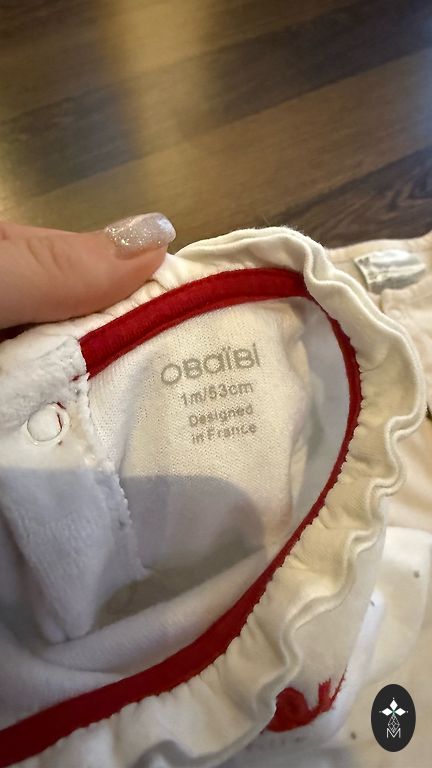 OBaïBi
1m/53cm
Designed
in France
M